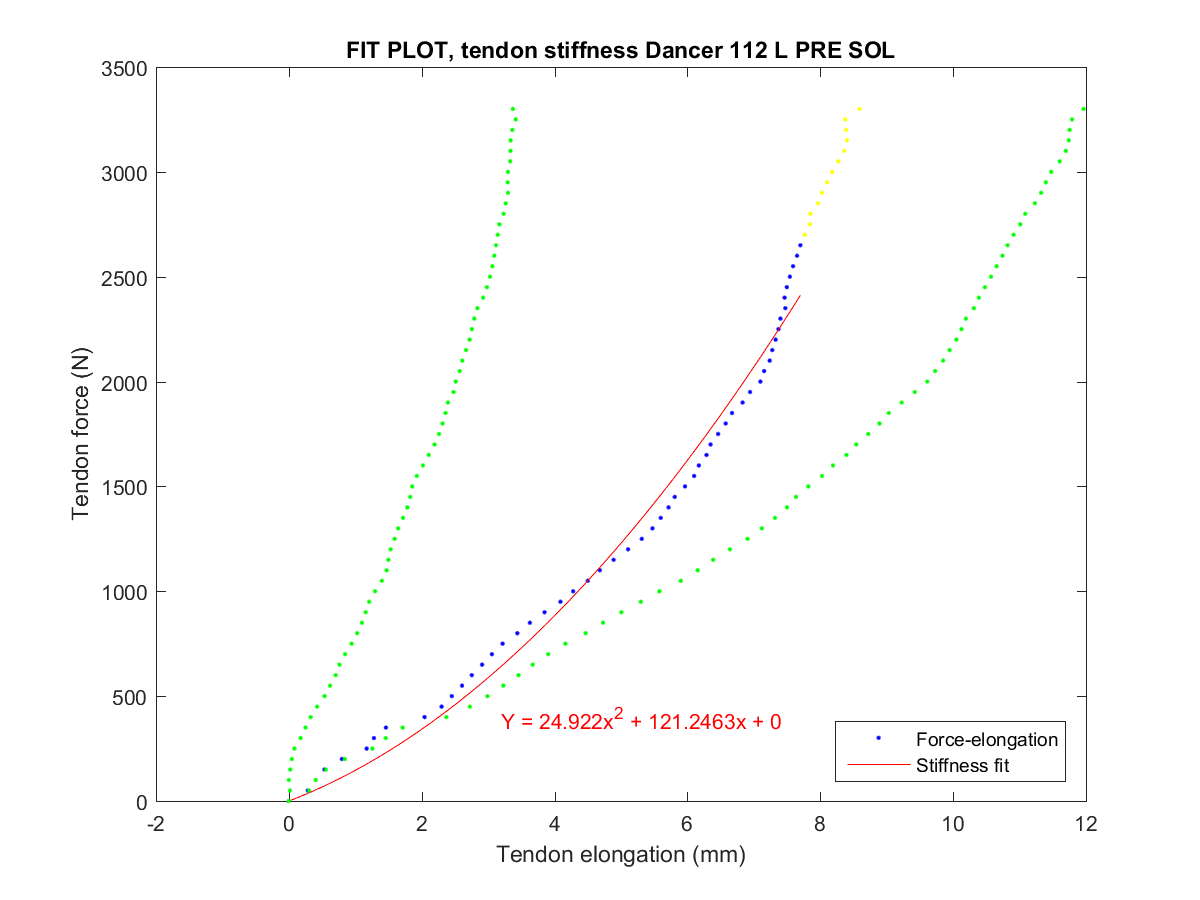 FIT PLOT, tendon stiffness Dancer 112 L PRE SOL
3500
3000
2500
2000
1500
1000
500
0
Tendon force (N)
Y = 24.922x² + 121.2463x + 0
Force-elongation
Stiffness fit
-2 0 2 4 6 8 10 12
Tendon elongation (mm)